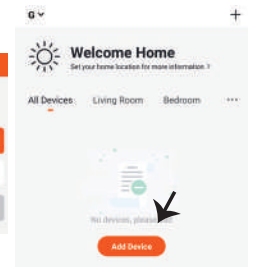 G
Welcome Home
Set your home location for more information
All Devices Living Room Bedroom ...
No devices, please
Add Device